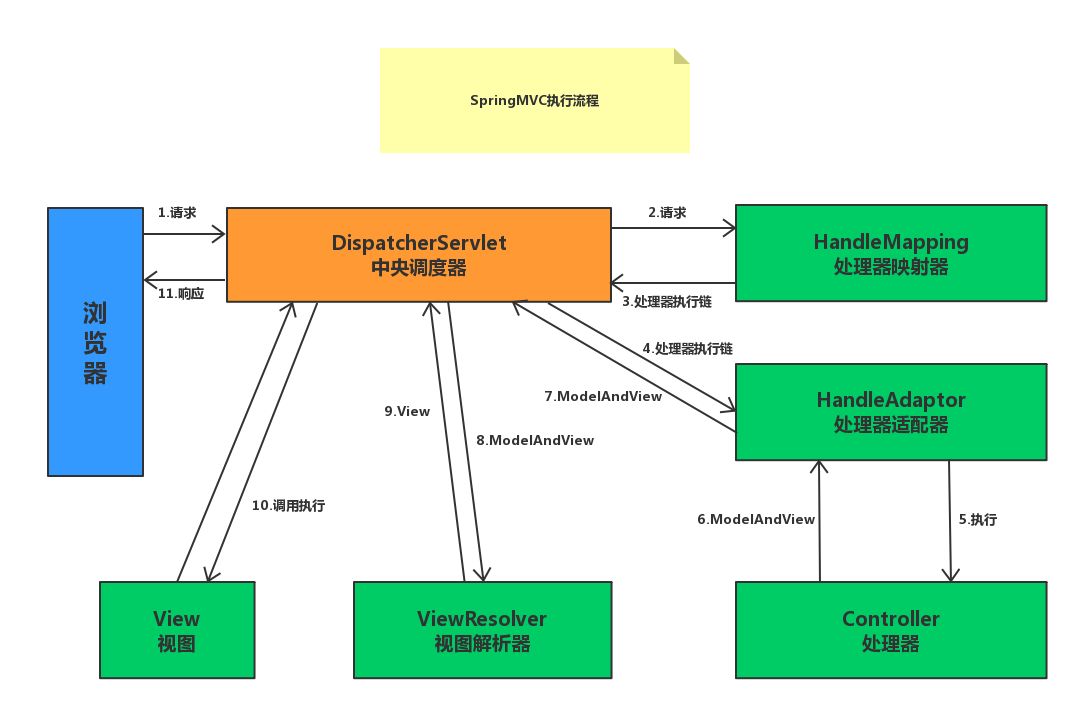 SpringMVC执行流程
1.请求
2.请求
DispatcherServlet
中央调度器
HandleMapping
处理器映射器
11.响应
3.处理器执行链
浏
览
器
4.处理器执行链
7.ModelAndView
HandleAdaptor
处理器适配器
9.View
8.ModelAndView
10.调用执行
6.ModelAndView
5.执行
View
视图
ViewResolver
视图解析器
Controller
处理器